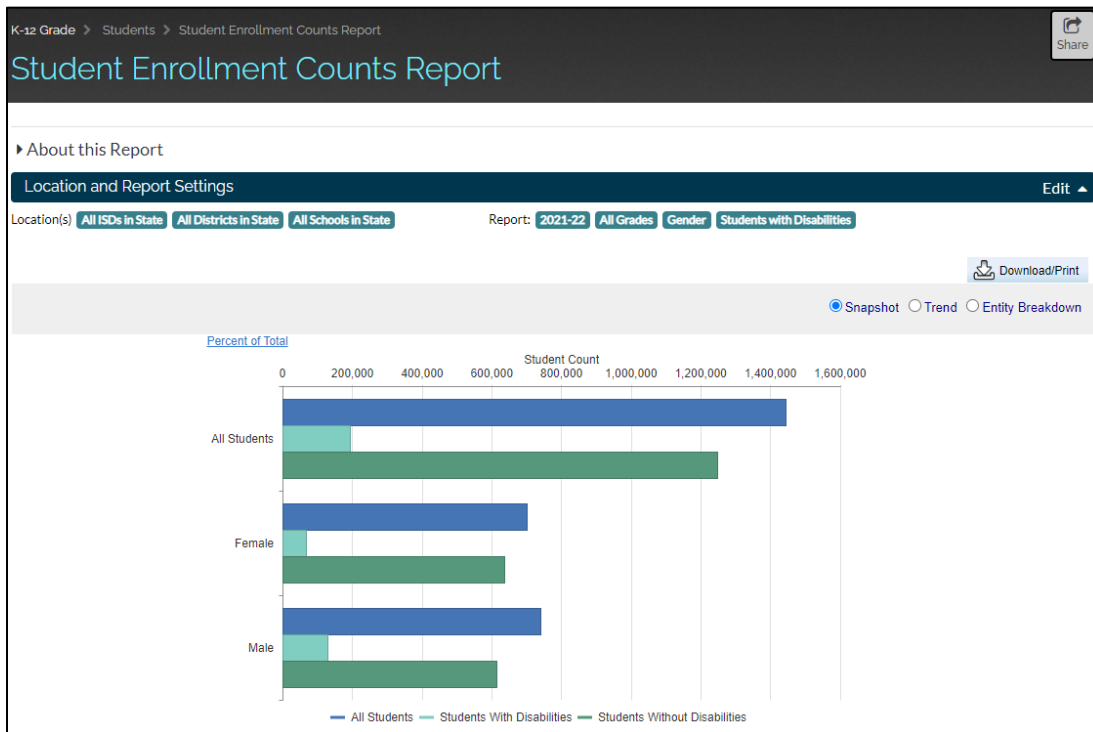 K-12 Grade > Students > Student Enrollment Counts Report
Share
Student Enrollment Counts Report
About this Report
Location and Report Settings Edit
Location(s) All ISDs in State All Districts in State All Schools in State Report: 2021-22 All Grades Gender Students with Disabilities
Download/Print
Snapshot Trend Entity Breakdown
Percent of Total
Student Count
0 200,000 400,000 600,000 800,000 1,000,000 1,200,000 1,400,000 1,600,000
All Students
Female
Male
All Students Students With Disabilities Students Without Disabilities